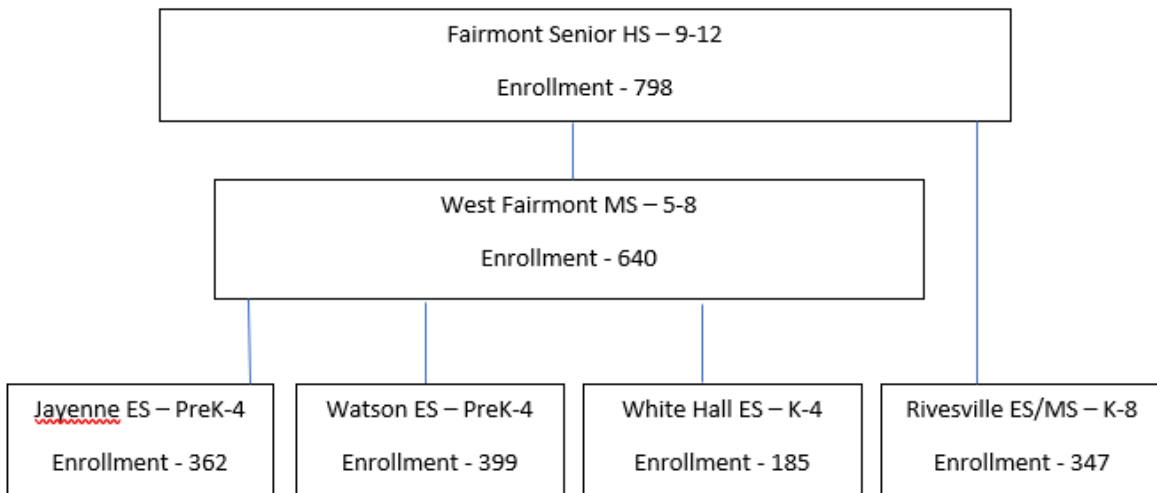 Fairmont Senior HS – 9-12
Enrollment - 798
West Fairmont MS – 5-8
Enrollment - 640
Jayenne ES – PreK-4
Enrollment - 362
Watson ES – PreK-4
Enrollment - 399
White Hall ES – K-4
Enrollment - 185
Rivesville ES/MS – K-8
Enrollment - 347